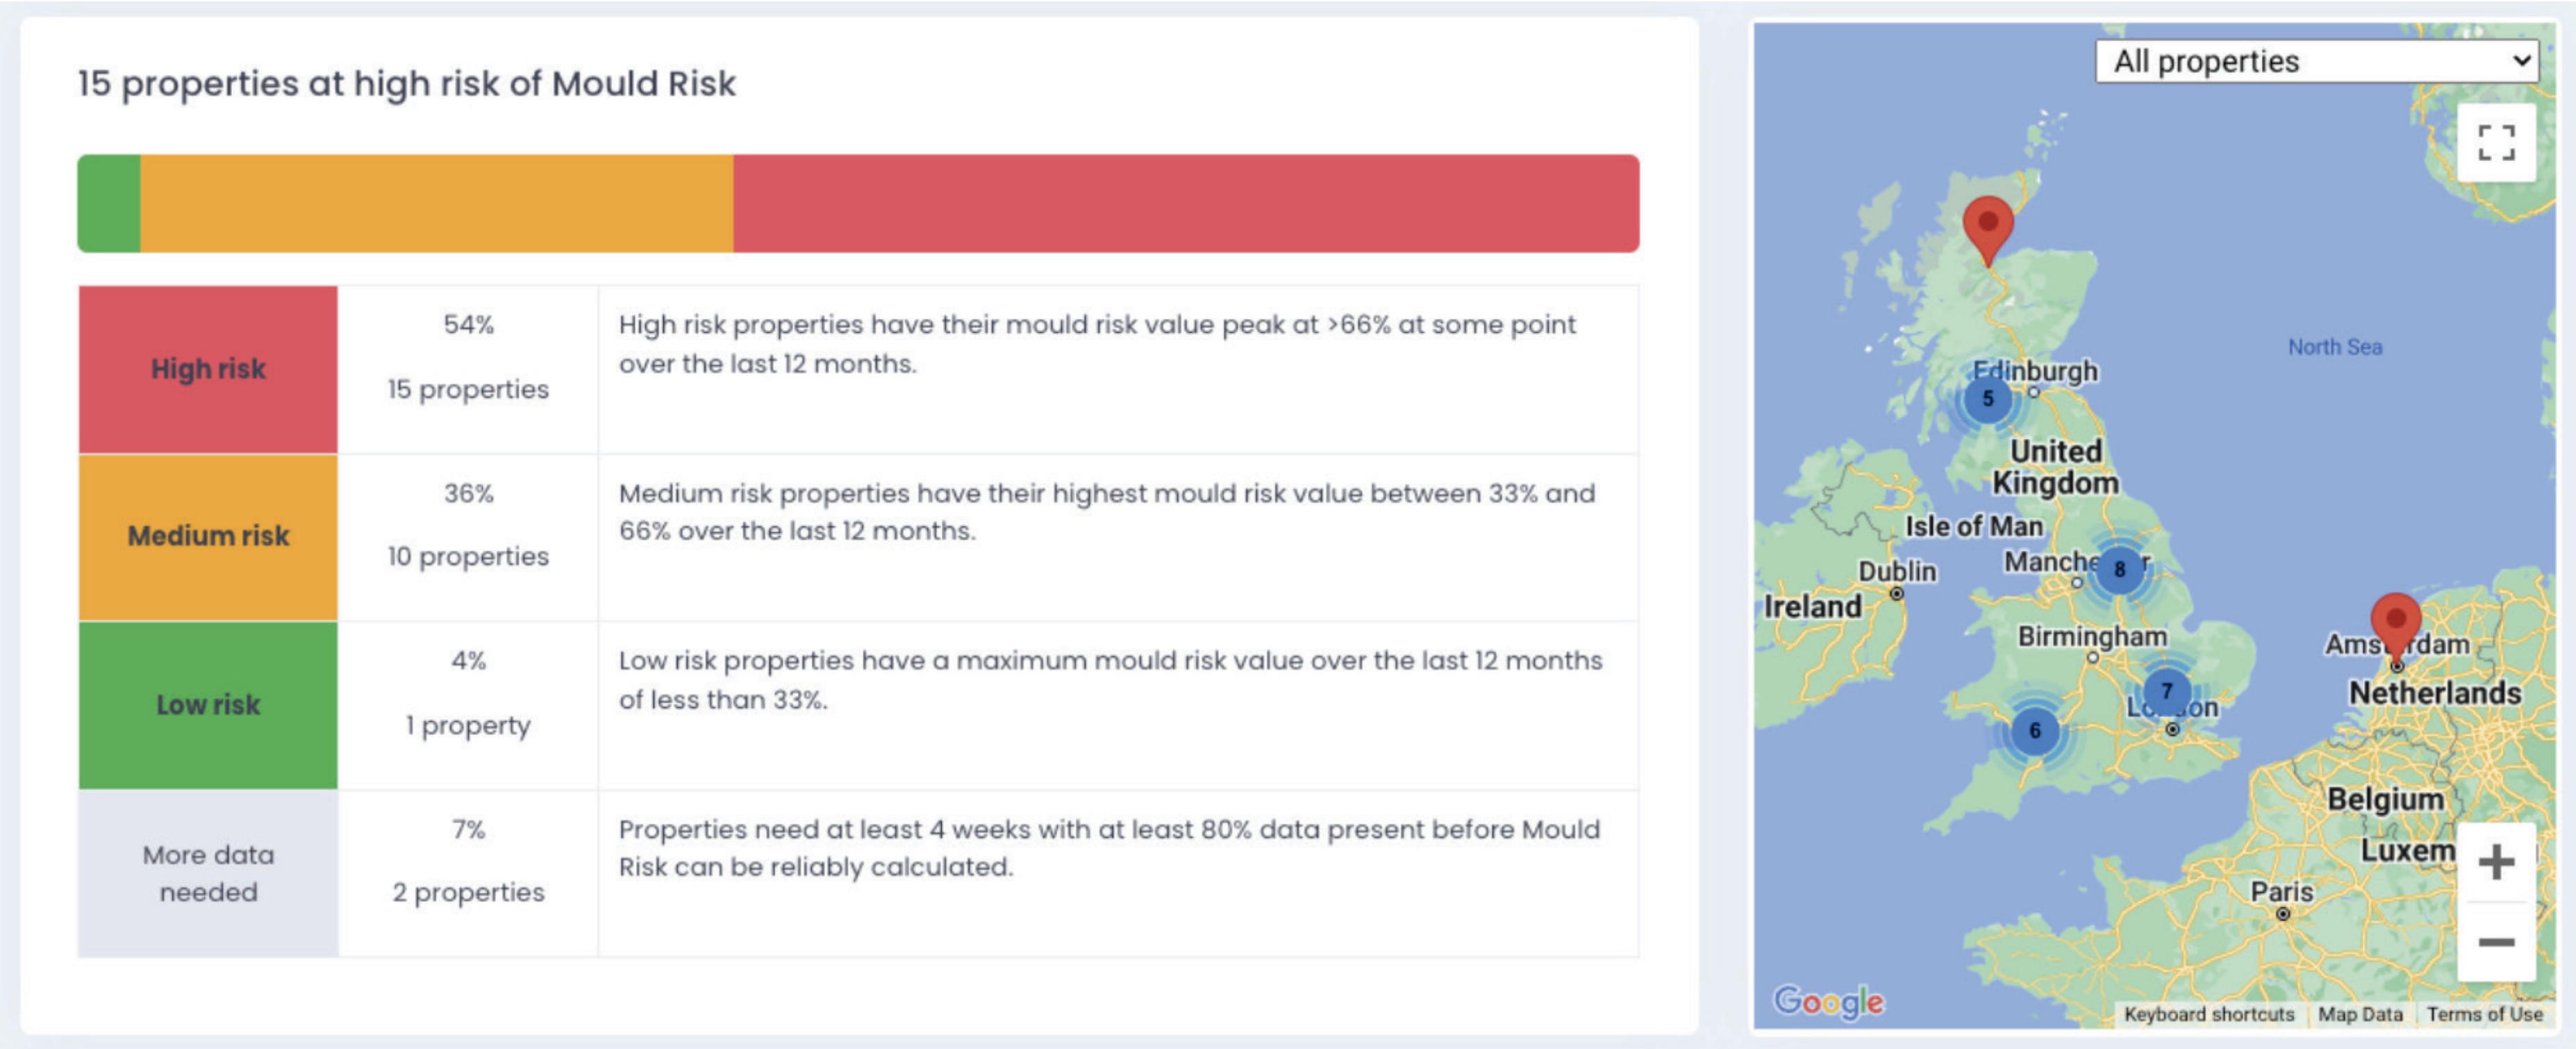 15 properties at high risk of Mould Risk
High risk
54%
15 properties
High risk properties have their mould risk value peak at >66% at some point
over the last 12 months.
Medium risk
36%
10 properties
Medium risk properties have their highest mould risk value between 33% and
66% over the last 12 months.
Low risk
4%
1 property
Low risk properties have a maximum mould risk value over the last 12 months
of less than 33%.
More data
needed
7%
2 properties
Properties need at least 4 weeks with at least 80% data present before Mould
Risk can be reliably calculated.
All properties
North Sea
Edinburgh
5
United
Kingdom
Isle of Man
Manche r
8
Dublin
Ireland
Birmingham
Ams rdam
7
Netherlands
Lo on
6
Belgium
Luxem
Paris
Google
Keyboard shortcuts
Map Data
Terms of Use